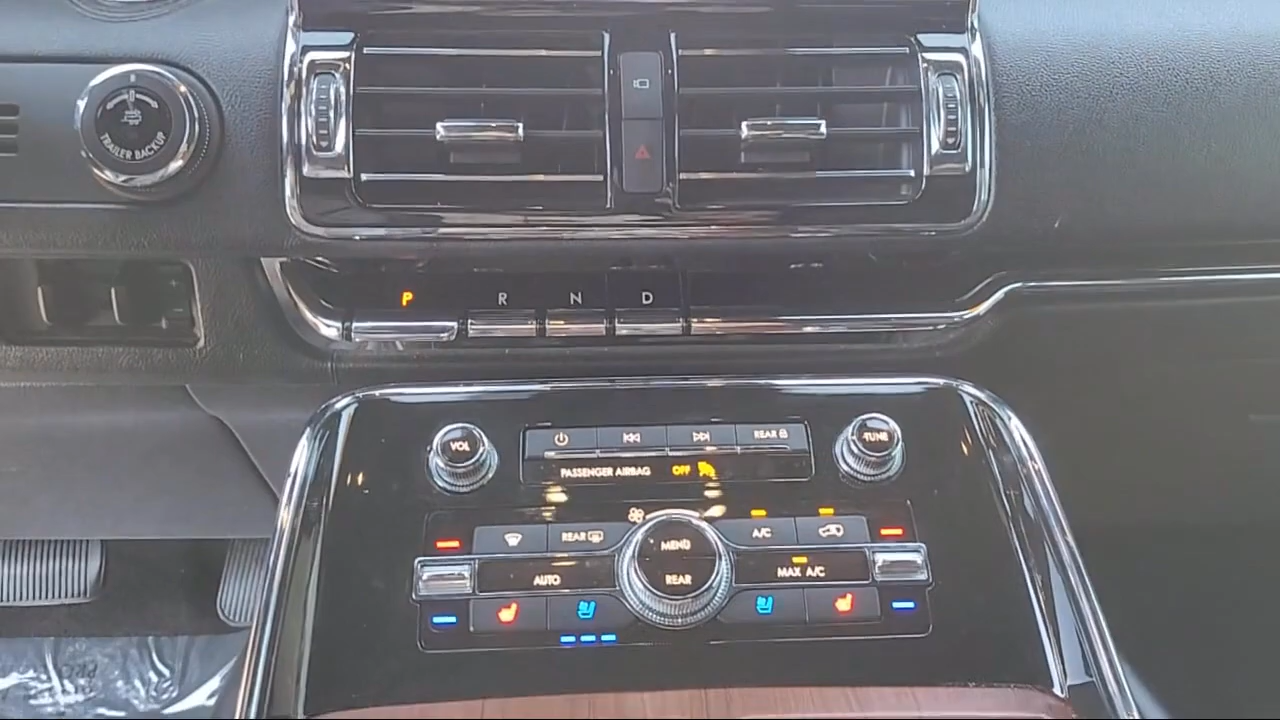 TRAILER BACKUP
P R N D
VOL
REAR
TUNE
PASSENGER AIRBAG OFF
REAR
MENU
A/C
AUTO
REAR
MAX A/C